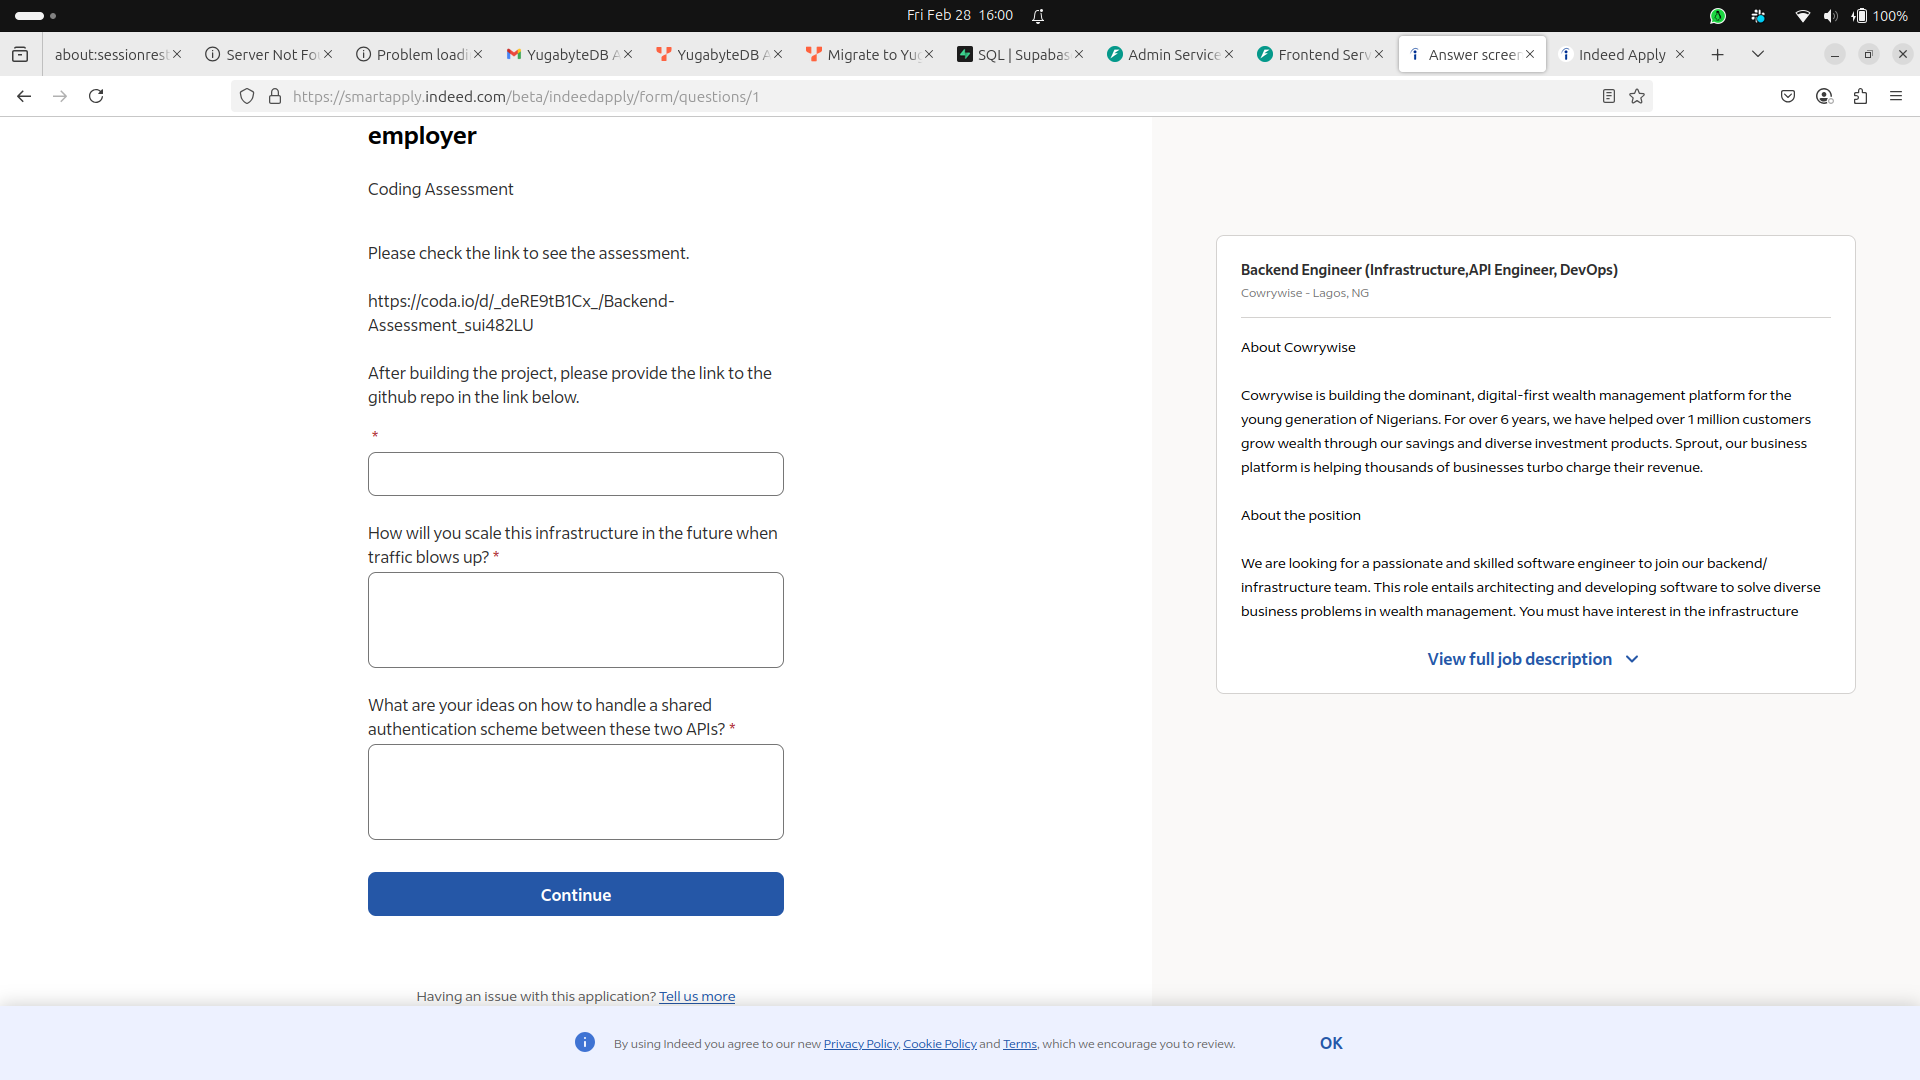 Fri Feb 28 16:00
100%
about:sessionrest
Server Not Fou
Problem loadi
YugabyteDB A
YugabyteDB A
Migrate to Yug
SQL | Supabas
Admin Service
Frontend Serv
Answer screen
Indeed Apply
https://smartapply.indeed.com/beta/indeedapply/form/questions/1
employer
Coding Assessment
Please check the link to see the assessment.
https://coda.io/d/_deRE9tB1Cx_/Backend-
Assessment_sui482LU
After building the project, please provide the link to the
github repo in the link below.
*
How will you scale this infrastructure in the future when
traffic blows up? *
What are your ideas on how to handle a shared
authentication scheme between these two APIs? *
Continue
Having an issue with this application? Tell us more
Backend Engineer (Infrastructure,API Engineer, DevOps)
Cowrywise - Lagos, NG
About Cowrywise
Cowrywise is building the dominant, digital-first wealth management platform for the
young generation of Nigerians. For over 6 years, we have helped over 1 million customers
grow wealth through our savings and diverse investment products. Sprout, our business
platform is helping thousands of businesses turbo charge their revenue.
About the position
We are looking for a passionate and skilled software engineer to join our backend/
infrastructure team. This role entails architecting and developing software to solve diverse
business problems in wealth management. You must have interest in the infrastructure
View full job description
By using Indeed you agree to our new Privacy Policy, Cookie Policy and Terms, which we encourage you to review.
OK